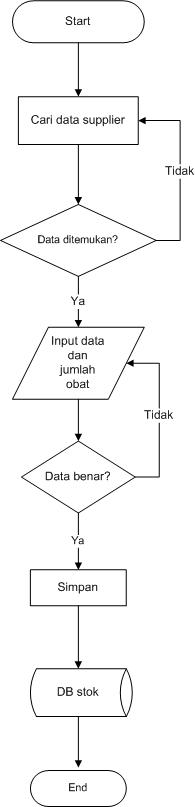 Start
Cari data supplier
Tidak
Data ditemukan?
Ya
Input data
dan
jumlah
obat
Tidak
Data benar?
Ya
Simpan
DB stok
End